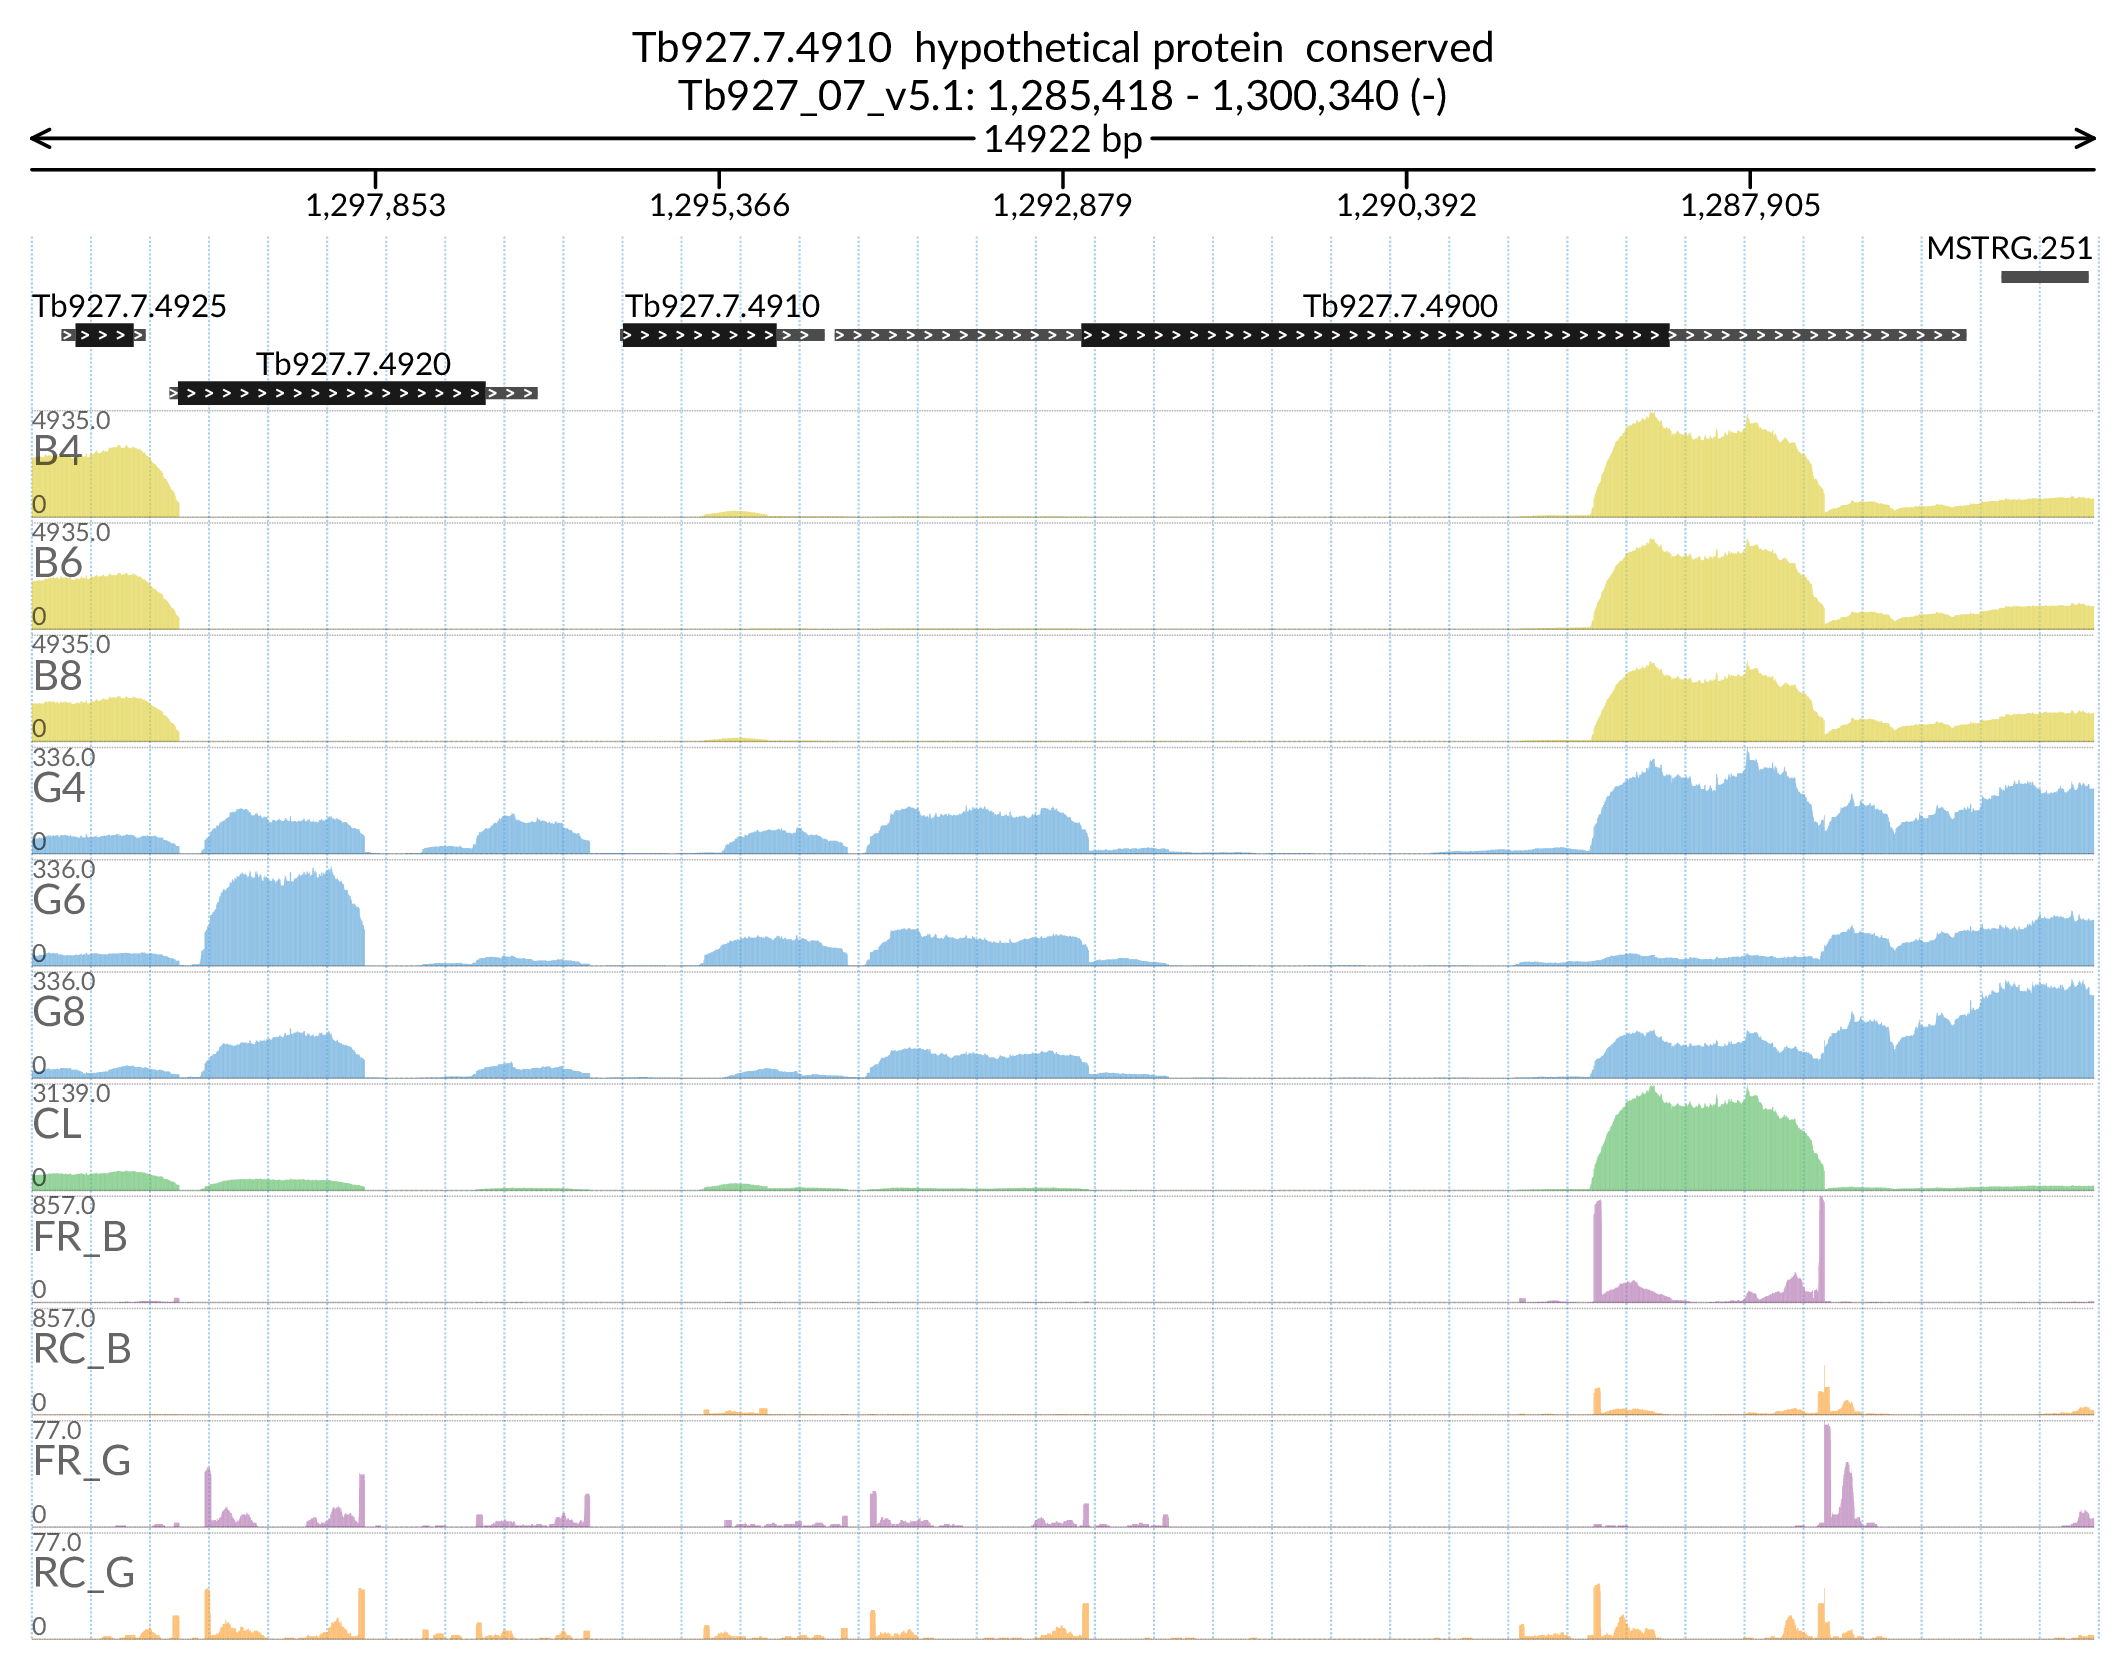 Tb927.7.4910  hypothetical protein  conserved
Tb927_07_v5.1: 1,285,418 - 1,300,340 (-)
14922 bp
1,297,853 1,295,366 1,292,879 1,290,392 1,287,905
MSTRG.251
Tb927.7.4925 Tb927.7.4910 Tb927.7.4900
Tb927.7.4920
4935.0
B4
0
4935.0
B6
0
4935.0
B8
0
336.0
G4
0
336.0
G6
0
336.0
G8
0
3139.0
CL
0
857.0
FR_B
0
857.0
RC_B
0
77.0
FR_G
0
77.0
RC_G
0